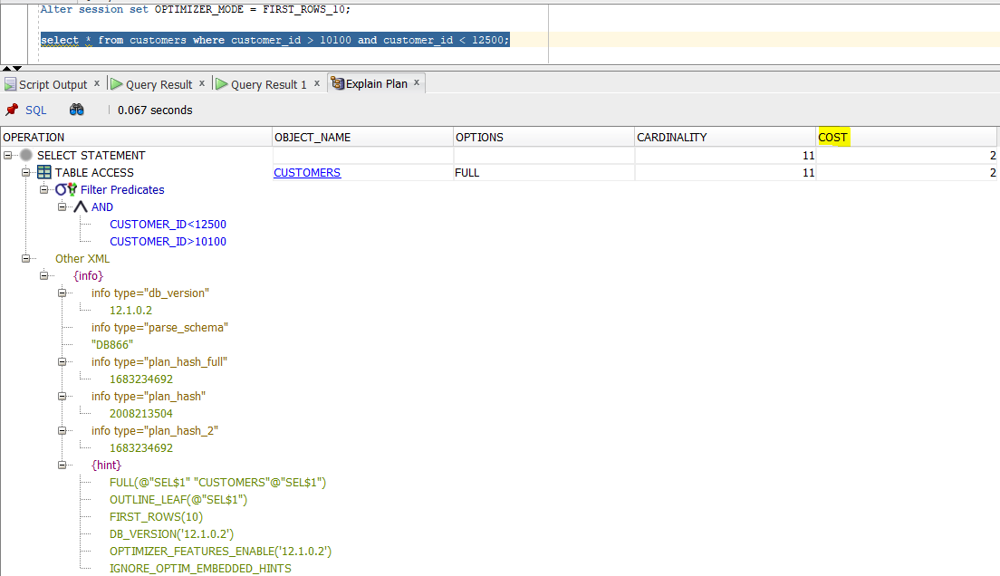 Alter session set OPTIMIZER_MODE = FIRST_ROWS_10;
select * from customers where customer_id > 10100 and customer_id < 12500;
Script Output x Query Result x Query Result 1 x Explain Plan x
SQL 0.067 seconds
OPERATION OBJECT_NAME OPTIONS CARDINALITY COST
SELECT STATEMENT 11 2
TABLE ACCESS CUSTOMERS FULL 11 2
Filter Predicates
AND
CUSTOMER_ID<12500
CUSTOMER_ID>10100
Other XML
{info}
info type="db_version"
12.1.0.2
info type="parse_schema"
"DB866"
info type="plan_hash_full"
1683234692
info type="plan_hash"
2008213504
info type="plan_hash_2"
1683234692
{hint}
FULL(@"SEL$1" "CUSTOMERS"@"SEL$1")
OUTLINE_LEAF(@"SEL$1")
FIRST_ROWS(10)
DB_VERSION('12.1.0.2')
OPTIMIZER_FEATURES_ENABLE('12.1.0.2')
IGNORE_OPTIM_EMBEDDED_HINTS